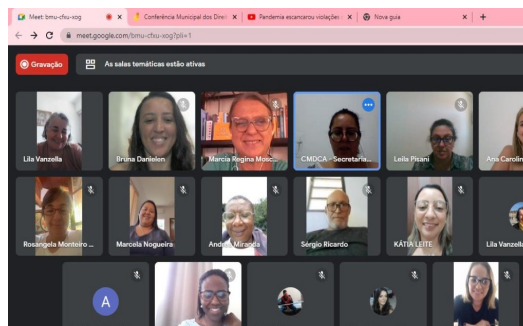 Meet: bmu-cfxu-xog
Conferência Municipal dos Direit
Pandemia escancarou violações
Nova guia
meet.google.com/bmu-cfxu-xog?pli=1
Gravação
As salas temáticas estão ativas
Lila Vanzella
Bruna Danielen
Marcia Regina Mosc...
CMDCA - Secretaria...
Leila Pisani
Ana Carolin
Rosangela Monteiro ...
Marcela Nogueira
Andréa Miranda
Sérgio Ricardo
KÁTIA LEITE
Lila Vanzella
A